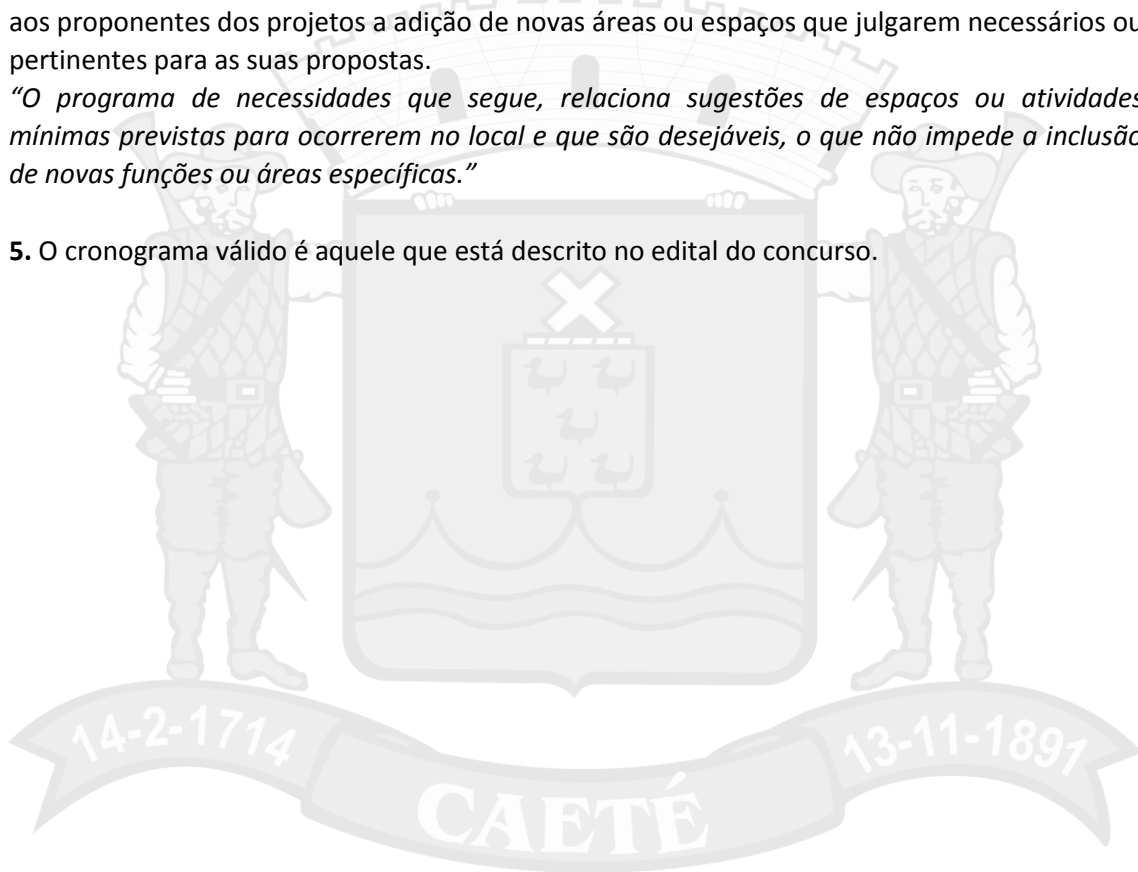 aos proponentes dos projetos a adição de novas áreas ou espaços que julgarem necessários ou
pertinentes para as suas propostas.
“O programa de necessidades que segue, relaciona sugestões de espaços ou atividades
mínimas previstas para ocorrerem no local e que são desejáveis, o que não impede a inclusão
de novas funções ou áreas específicas.”
5. O cronograma válido é aquele que está descrito no edital do concurso.
14-2-1714
13-11-1891
CAETÉ